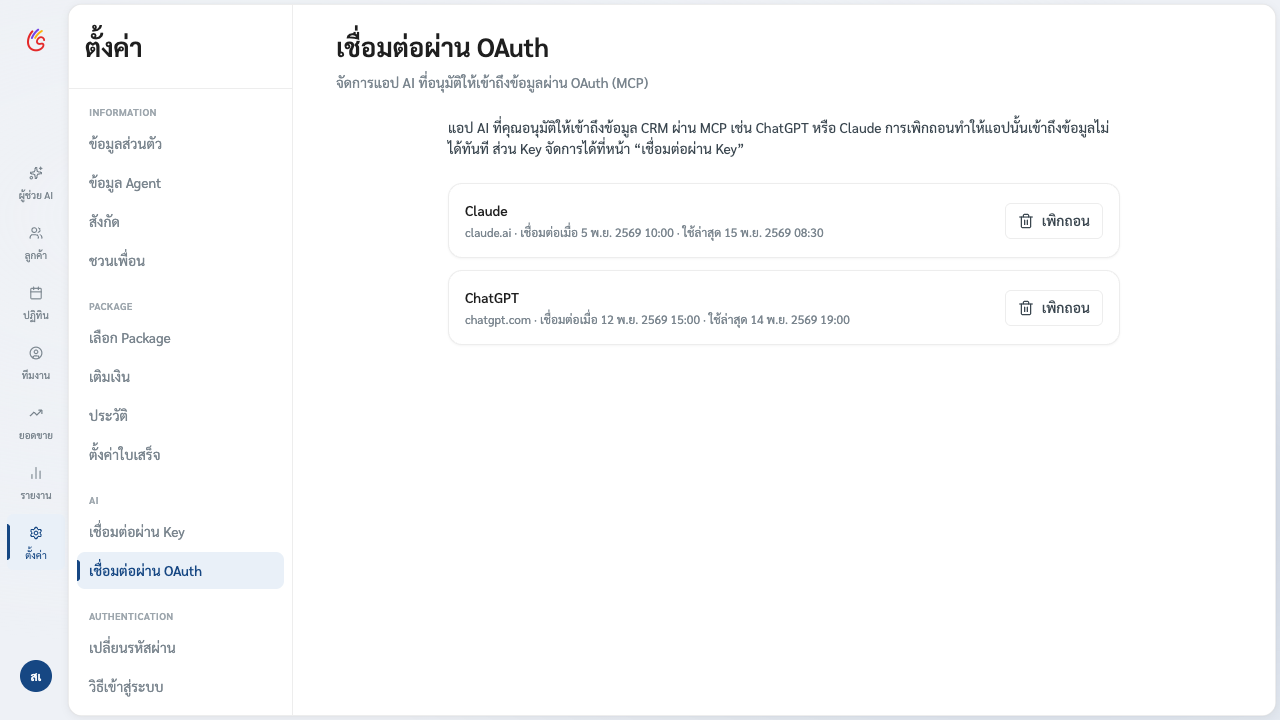 ผู้ช่วย AI
ลูกค้า
ปฏิทิน
ทีมงาน
ยอดขาย
รายงาน
ตั้งค่า
สเ
ตั้งค่า
INFORMATION
ข้อมูลส่วนตัว
ข้อมูล Agent
สังกัด
ชวนเพื่อน
PACKAGE
เลือก Package
เติมเงิน
ประวัติ
ตั้งค่าใบเสร็จ
AI
เชื่อมต่อผ่าน Key
เชื่อมต่อผ่าน OAuth
AUTHENTICATION
เปลี่ยนรหัสผ่าน
วิธีเข้าสู่ระบบ
เชื่อมต่อผ่าน OAuth
จัดการแอป AI ที่อนุมัติให้เข้าถึงข้อมูลผ่าน OAuth (MCP)
แอป AI ที่คุณอนุมัติให้เข้าถึงข้อมูล CRM ผ่าน MCP เช่น ChatGPT หรือ Claude การเพิกถอนทำให้แอปนั้นเข้าถึงข้อมูลไม่
ได้ทันที ส่วน Key จัดการได้ที่หน้า “เชื่อมต่อผ่าน Key”
Claude
claude.ai · เชื่อมต่อเมื่อ 5 พ.ย. 2569 10:00 · ใช้ล่าสุด 15 พ.ย. 2569 08:30
เพิกถอน
ChatGPT
chatgpt.com · เชื่อมต่อเมื่อ 12 พ.ย. 2569 15:00 · ใช้ล่าสุด 14 พ.ย. 2569 19:00
เพิกถอน